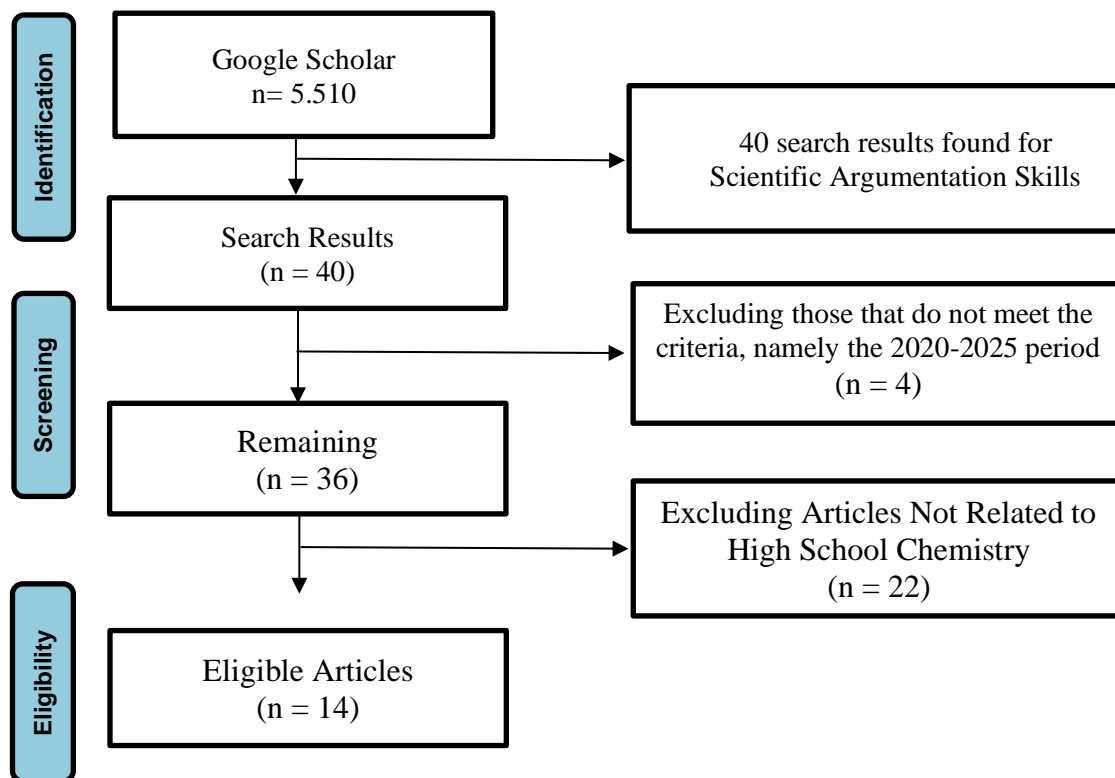 Identification
Google Scholar
n= 5.510
40 search results found for
Scientific Argumentation Skills
Search Results
(n = 40)
Screening
Excluding those that do not meet the
criteria, namely the 2020-2025 period
(n = 4)
Remaining
(n = 36)
Excluding Articles Not Related to
High School Chemistry
(n = 22)
Eligibility
Eligible Articles
(n = 14)